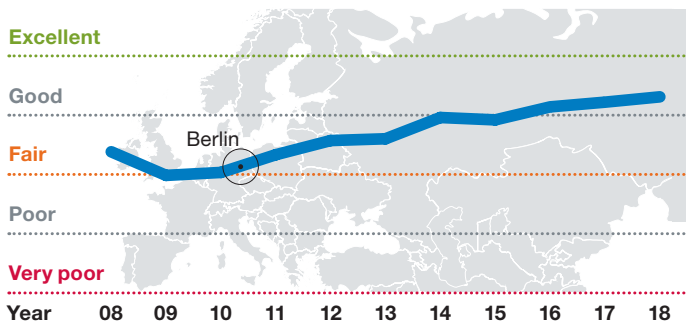 Excellent
Good
Berlin
Fair
Poor
Very poor
Year 08 09 10 11 12 13 14 15 16 17 18